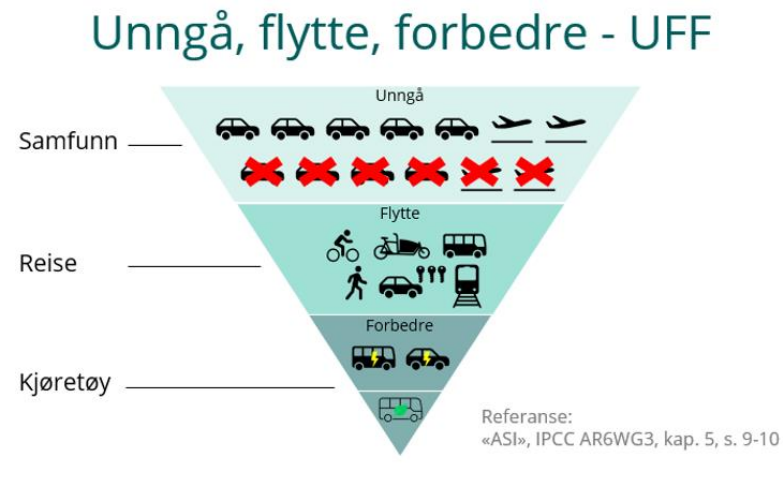 Unngå, flytte, forbedre - UFF
Unngå
Samfunn
Flytte
Reise
Forbedre
Kjøretøy
Referanse:
«ASI», IPCC AR6WG3, kap. 5, s. 9-10